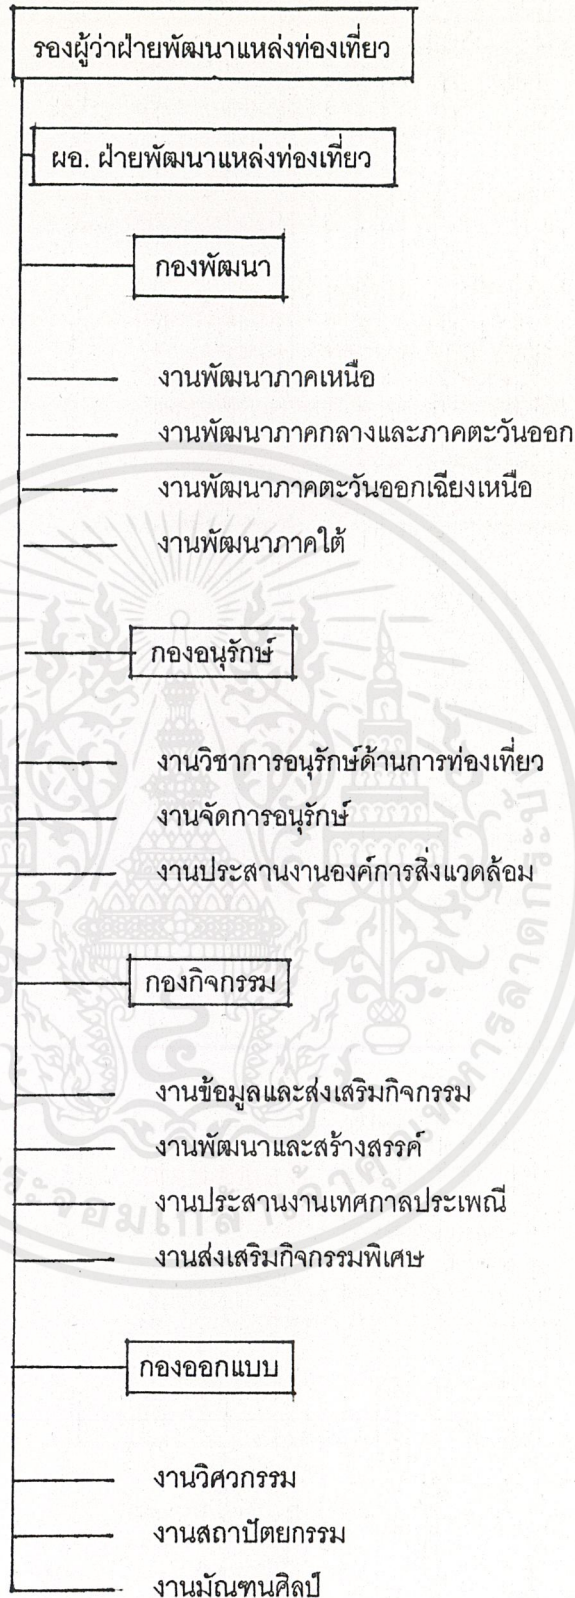 รองผู้ว่าฝ่ายพัฒนาแหล่งท่องเที่ยว
ผอ. ฝ่ายพัฒนาแหล่งท่องเที่ยว
กองพัฒนา
งานพัฒนาภาคเหนือ
งานพัฒนาภาคกลางและภาคตะวันออก
งานพัฒนาภาคตะวันออกเฉียงเหนือ
งานพัฒนาภาคใต้
กองอนุรักษ์
งานวิชาการอนุรักษ์ด้านการท่องเที่ยว
งานจัดการอนุรักษ์
งานประสานงานองค์การสิ่งแวดล้อม
กองกิจกรรม
งานข้อมูลและส่งเสริมกิจกรรม
งานพัฒนาและสร้างสรรค์
งานประสานงานเทศกาลประเพณี
งานส่งเสริมกิจกรรมพิเศษ
กองออกแบบ
งานวิศวกรรม
งานสถาปัตยกรรม
งานมัณฑนศิลป์